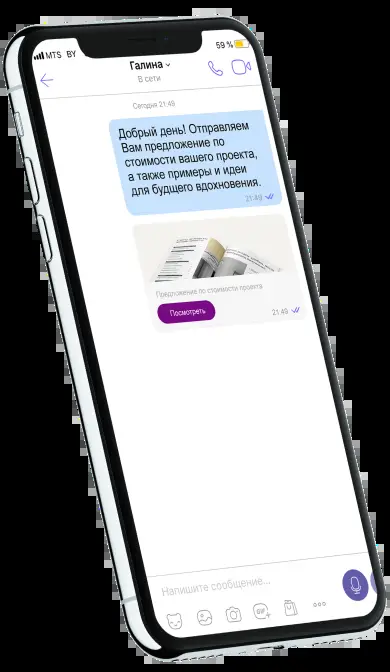 MTS BY 59 %
Галина
В сети
Сегодня 21:49
Добрый день! Отправляем
Вам предложение по
стоимости вашего проекта,
а также примеры и идеи
для будщего вдохновения.
21:49
Предложение по стоимости проекта
Посмотреть
21:49
Напишите сообщение...
GIF+